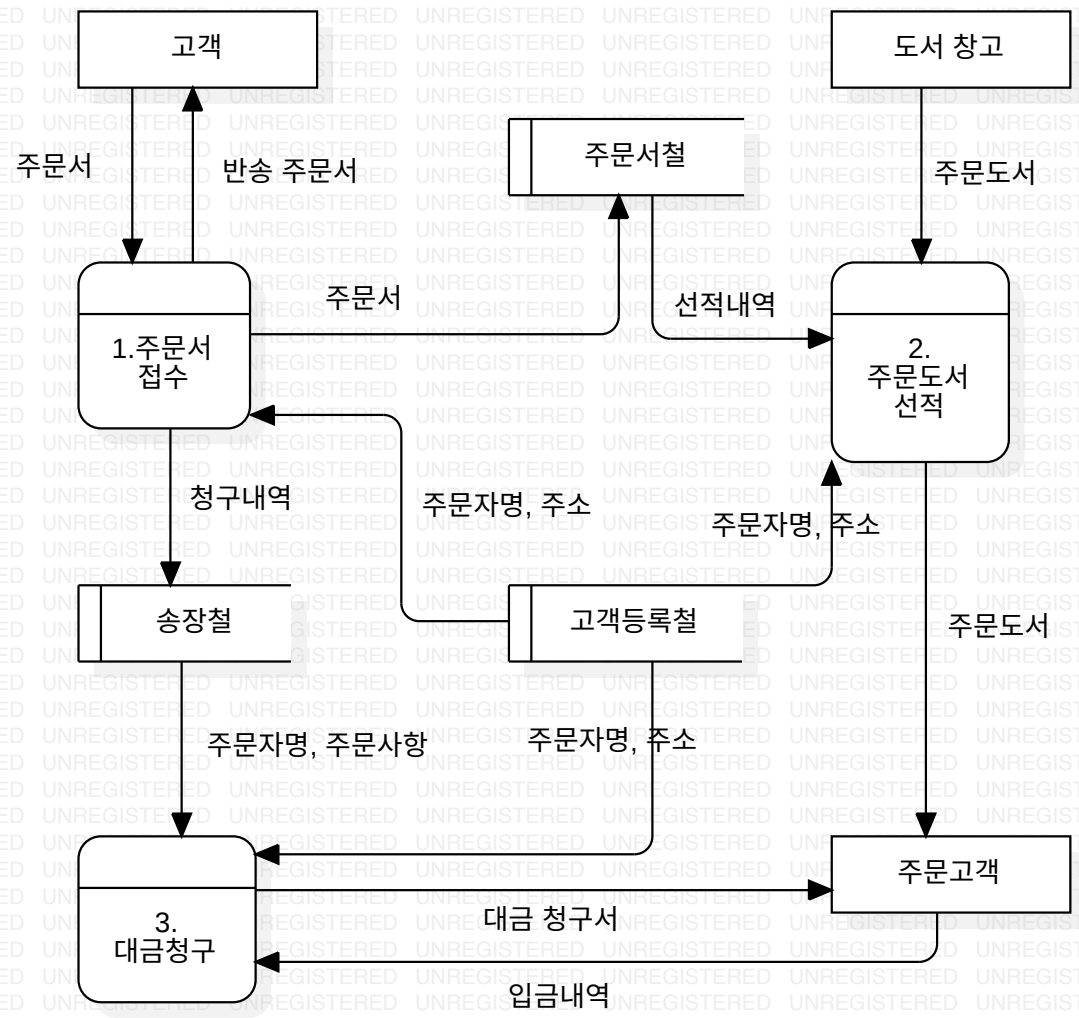 고객
도서 창고
주문서
반송 주문서
주문서철
주문도서
1.주문서
접수
주문서
선적내역
2.
주문도서
선적
청구내역
주문자명, 주소
주문자명, 주소
송장철
고객등록철
주문도서
주문자명, 주문사항
주문자명, 주소
3.
대금청구
대금 청구서
주문고객
입금내역
UNREGISTERED